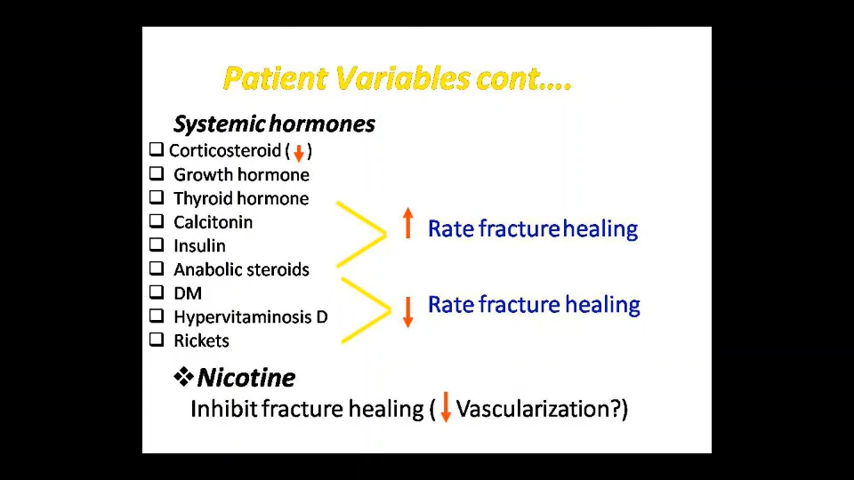 Patient Variables cont....
Systemic hormones
❑ Corticosteroid (↓)
❑ Growth hormone
❑ Thyroid hormone
❑ Calcitonin
❑ Insulin
❑ Anabolic steroids
↑ Rate fracture healing
❑ DM
❑ Hypervitaminosis D
❑ Rickets
↓ Rate fracture healing
❖ Nicotine
Inhibit fracture healing (↓ Vascularization?)